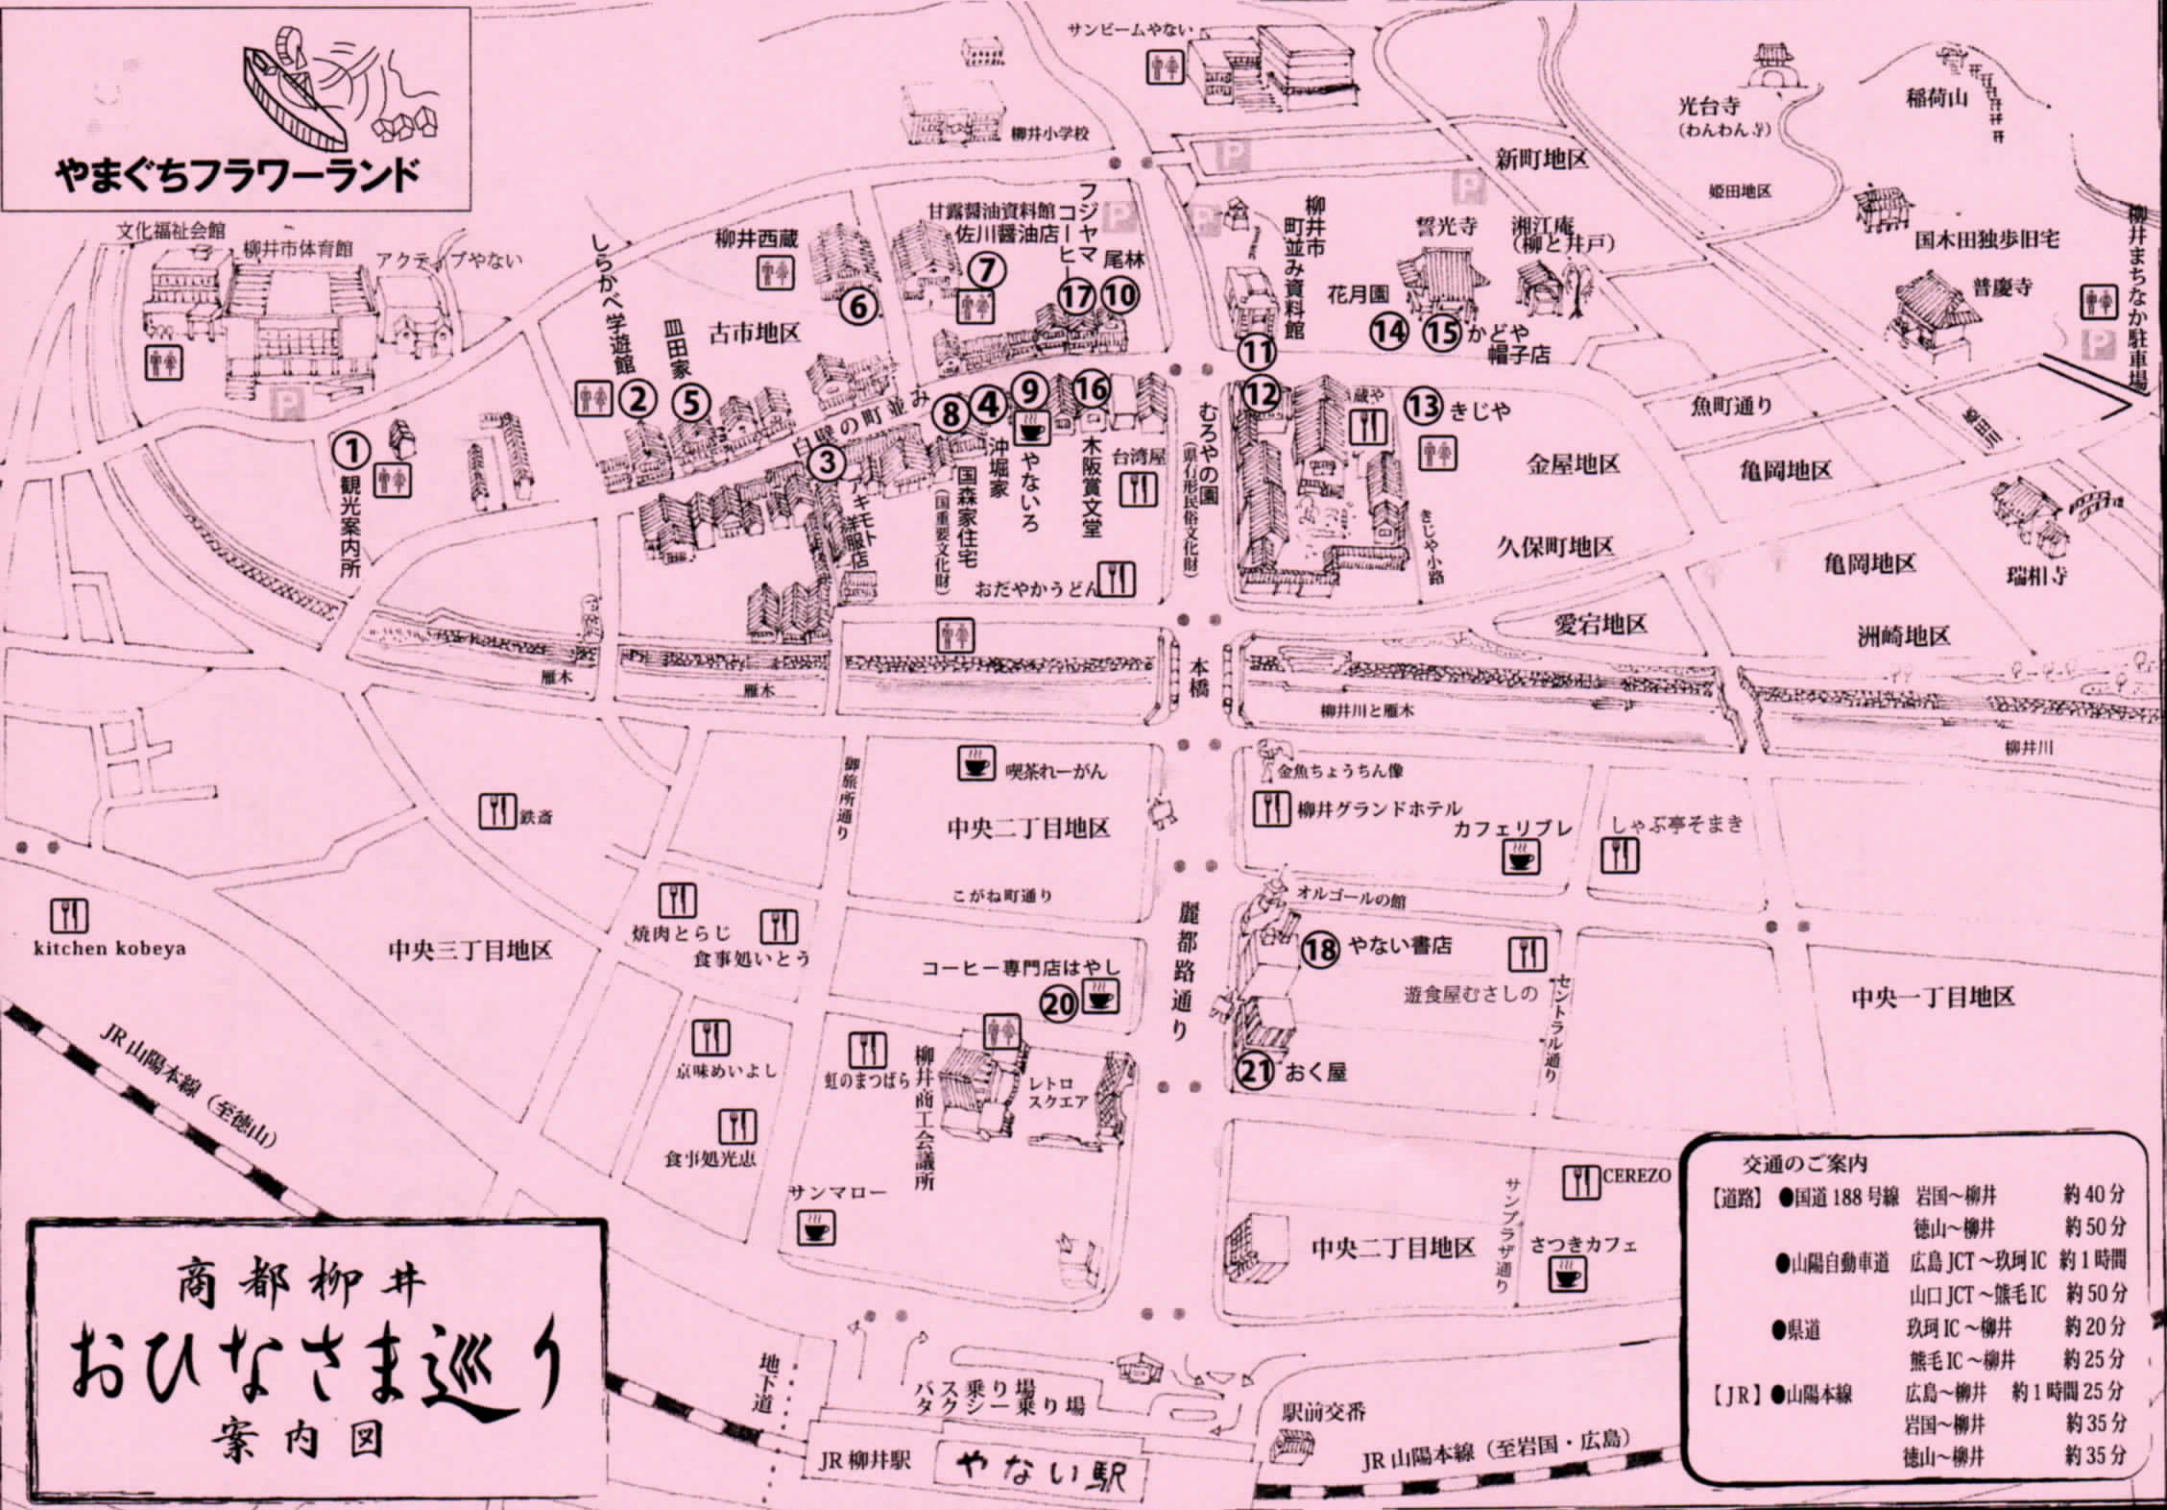 やまぐちフラワーランド
サンビームやない
柳井小学校
新町地区
光台寺
(わんわん寺)
稲荷山
姫田地区
国木田独歩旧宅
普慶寺
柳井まちなか駐車場
P
P
P
P
P
P
文化福祉会館
柳井市体育館
アクティブやない
しらかべ学遊館
②
皿田家
⑤
柳井西蔵
⑥
古市地区
甘露醤油資料館
佐川醤油店
⑦
フジヤマ
コーヒー
⑰
尾林
⑩
柳井市
町並み資料館
⑪
誓光寺
湘江庵
(柳と井戸)
花月園
⑭
⑮
かどや
帽子店
①
観光案内所
白壁の町並み
③
アキモト
洋服店
⑧
国森家住宅
(国重要文化財)
④
沖堀家
⑨
やないろ
⑯
木阪賞文堂
台湾屋
おだやかうどん
むろやの園
(県有形民俗文化財)
⑫
蔵や
⑬
きじや
きじや小路
金屋地区
久保町地区
魚町通り
亀岡地区
亀岡地区
瑞相寺
愛宕地区
洲崎地区
雁木
雁木
本橋
柳井川と雁木
柳井川
御旅所通り
喫茶れーがん
金魚ちょうちん像
柳井グランドホテル
カフェリブレ
しゃぶ亭そまき
鉄斎
中央二丁目地区
kitchen kobeya
中央三丁目地区
焼肉とらじ
食事処いとう
こがね町通り
麗都路通り
オルゴールの館
⑱
やない書店
遊食屋むさしの
セントラル通り
中央一丁目地区
コーヒー専門店はやし
⑳
京味めいよし
虹のまつばら
柳井商工会議所
レトロ
スクエア
㉑
おく屋
食事処光恵
サンマロー
中央二丁目地区
サンプラザ通り
CEREZO
さつきカフェ
JR山陽本線（至徳山）
地下道
バス乗り場
タクシー乗り場
JR柳井駅
やない駅
駅前交番
JR山陽本線（至岩国・広島）
商都柳井
おひなさま巡り
案内図
交通のご案内
【道路】●国道188号線 岩国～柳井 約40分
徳山～柳井 約50分
●山陽自動車道 広島JCT～玖珂IC 約1時間
山口JCT～熊毛IC 約50分
●県道 玖珂IC～柳井 約20分
熊毛IC～柳井 約25分
【JR】●山陽本線 広島～柳井 約1時間25分
岩国～柳井 約35分
徳山～柳井 約35分